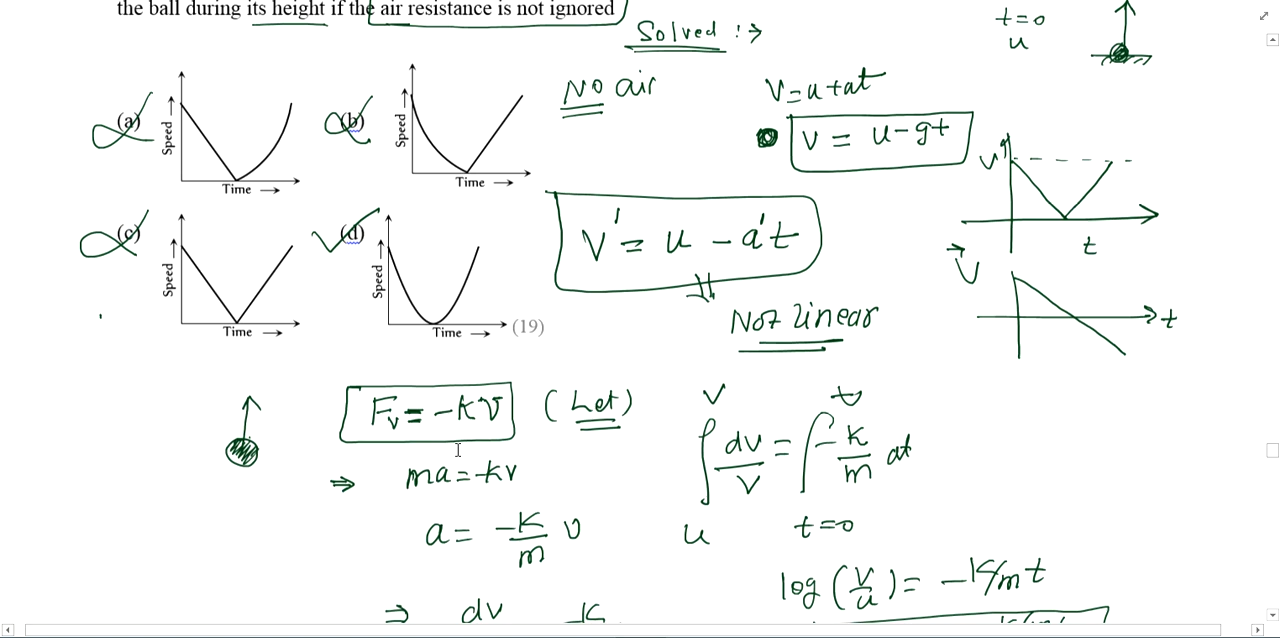 the ball during its height if the air resistance is not ignored
Solved :→
t=0
u
(a)
Speed →
Time →
(b)
Speed →
Time →
No air
V=u+at
V = u-gt
u
t
(c)
Speed →
Time →
(d)
Speed →
Time →
(19)
V' = u - a't
Not linear
V
t
Fv = -kv (Let)
⇒ ma=-kv
a = -k/m v
v t
∫ dv/v = ∫ -k/m dt
u t=0
log (v/u) = -k/m t
⇒ dv